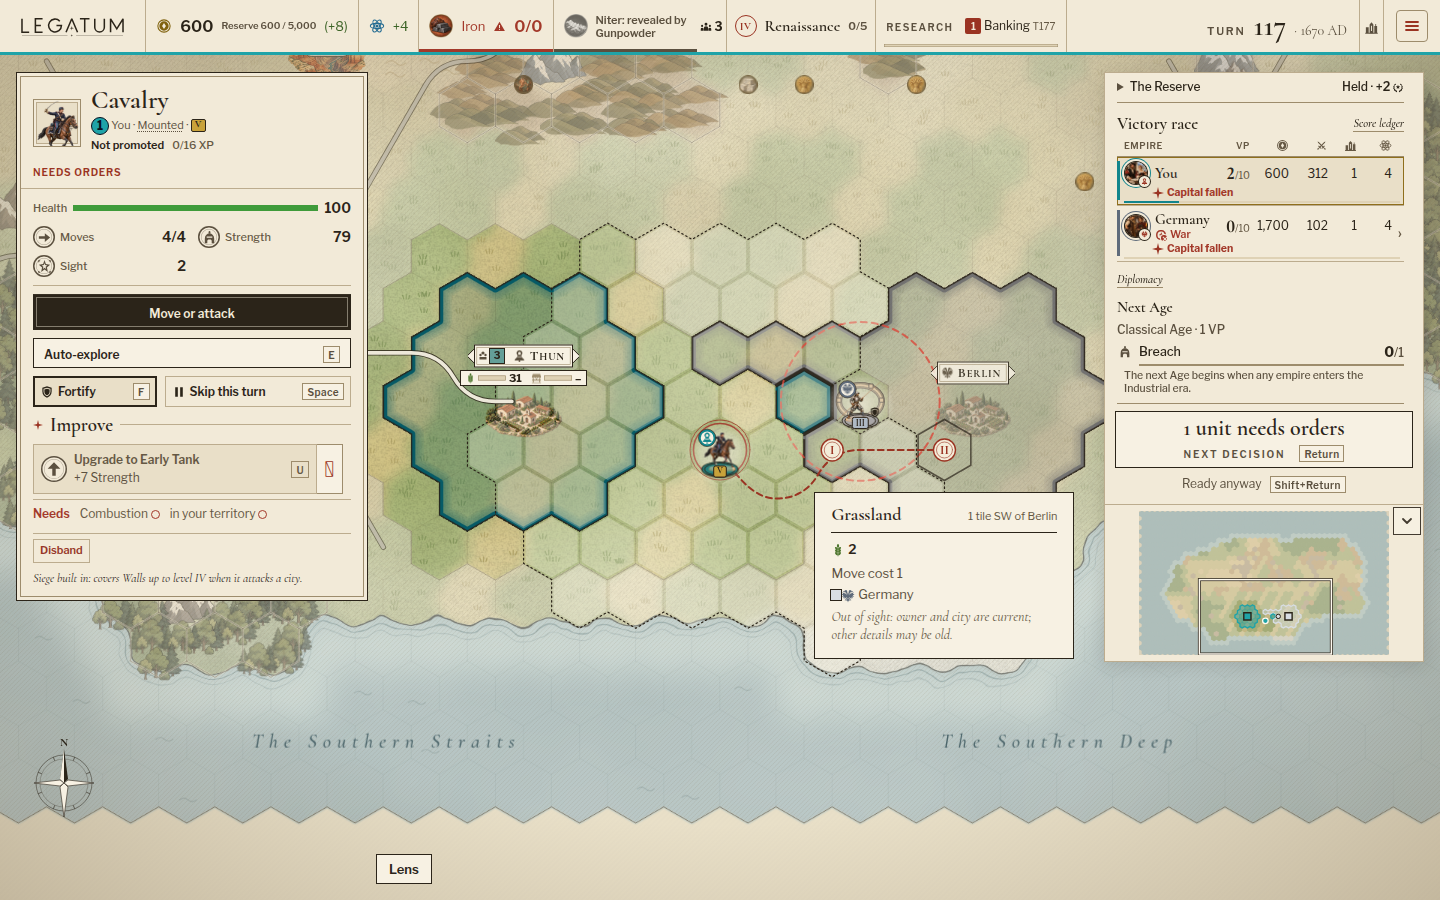 LEGATUM
600 Reserve 600 / 5,000 (+8)
+4
Iron 0/0
Niter: revealed by
Gunpowder
3
IV Renaissance 0/5
RESEARCH 1 Banking T177
TURN 117 · 1670 AD
Cavalry
1 You · Mounted · V
Not promoted 0/16 XP
NEEDS ORDERS
Health 100
Moves 4/4
Strength 79
Sight 2
Move or attack
Auto-explore E
Fortify F
Skip this turn Space
Improve
Upgrade to Early Tank
+7 Strength
U
Needs Combustion in your territory
Disband
Siege built in: covers Walls up to level IV when it attacks a city.
3 THUN
31 –
BERLIN
III
V
I
II
Grassland 1 tile SW of Berlin
2
Move cost 1
Germany
Out of sight: owner and city are current;
other details may be old.
The Reserve Held · +2
Victory race Score ledger
EMPIRE VP
You 2/10 600 312 1 4
Capital fallen
Germany 0/10 1,700 102 1 4 ›
War
Capital fallen
Diplomacy
Next Age
Classical Age · 1 VP
Breach 0/1
The next Age begins when any empire enters the
Industrial era.
1 unit needs orders
NEXT DECISION Return
Ready anyway Shift+Return
The Southern Straits
The Southern Deep
N
Lens